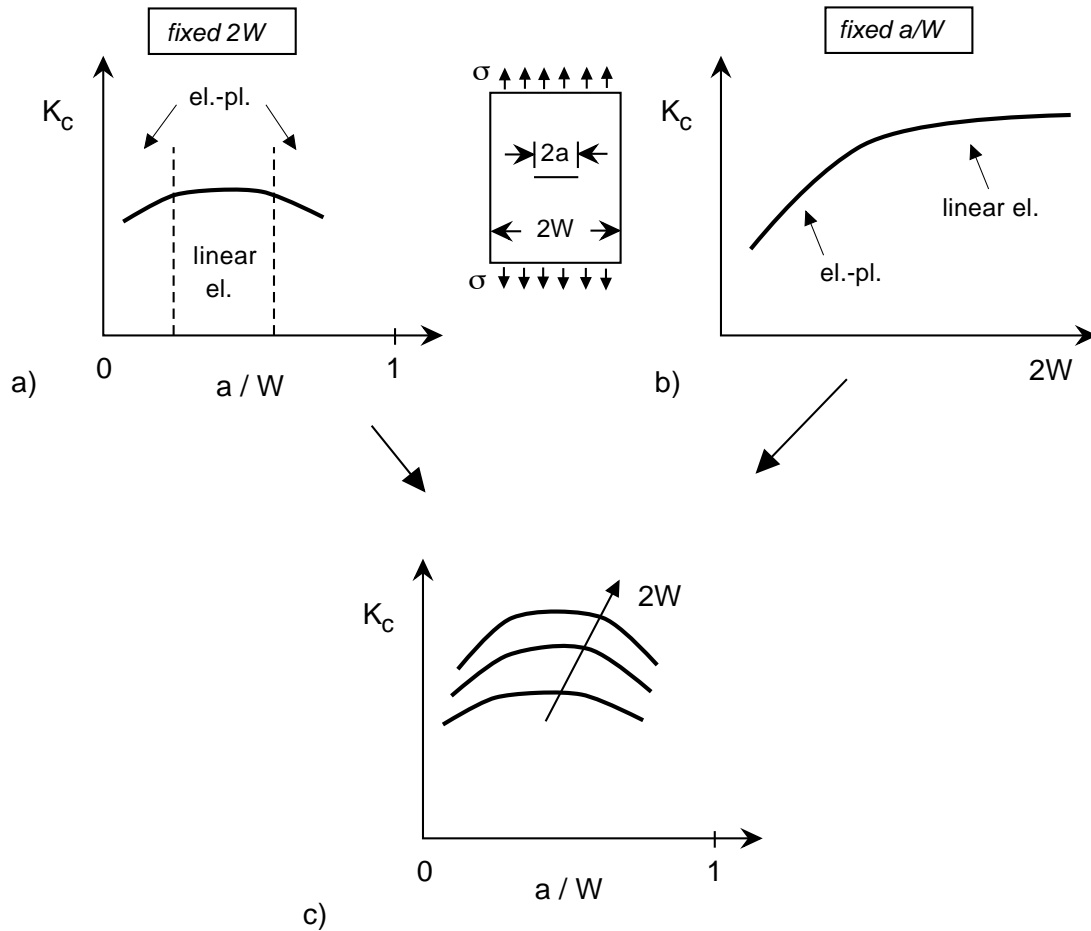 fixed 2W
K_c
el.-pl.
linear
el.
0
1
a / W
a)
σ
2a
2W
σ
fixed a/W
K_c
linear el.
el.-pl.
2W
b)
K_c
2W
0
1
a / W
c)